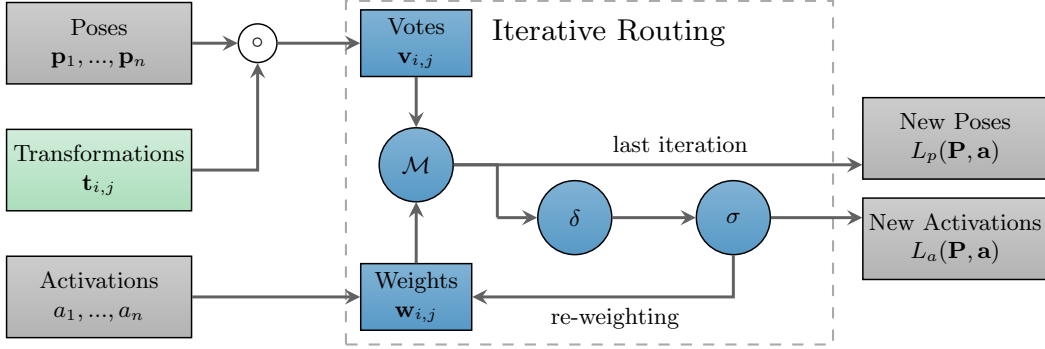 Poses
𝐩₁, ..., 𝐩ₙ
∘
Votes
𝐯ᵢ,ⱼ
Iterative Routing
Transformations
𝐭ᵢ,ⱼ
ℳ
last iteration
New Poses
Lₚ(𝐏, 𝐚)
δ
σ
New Activations
Lₐ(𝐏, 𝐚)
Activations
a₁, ..., aₙ
Weights
𝐰ᵢ,ⱼ
re-weighting